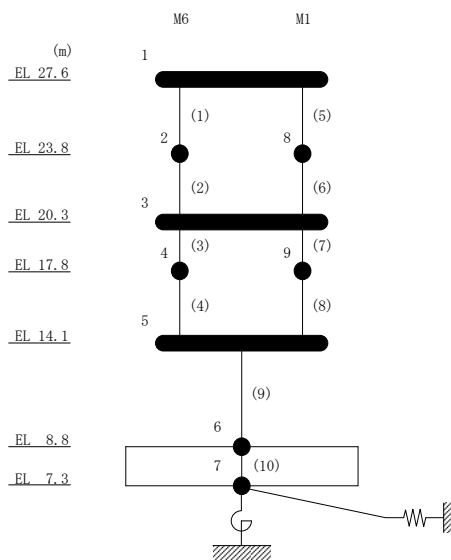 M6 M1
(m)
1
EL 27.6
(1) (5)
2 8
EL 23.8
(2) (6)
3
EL 20.3
(3) (7)
4 9
EL 17.8
(4) (8)
5
EL 14.1
(9)
6
EL 8.8
7 (10)
EL 7.3